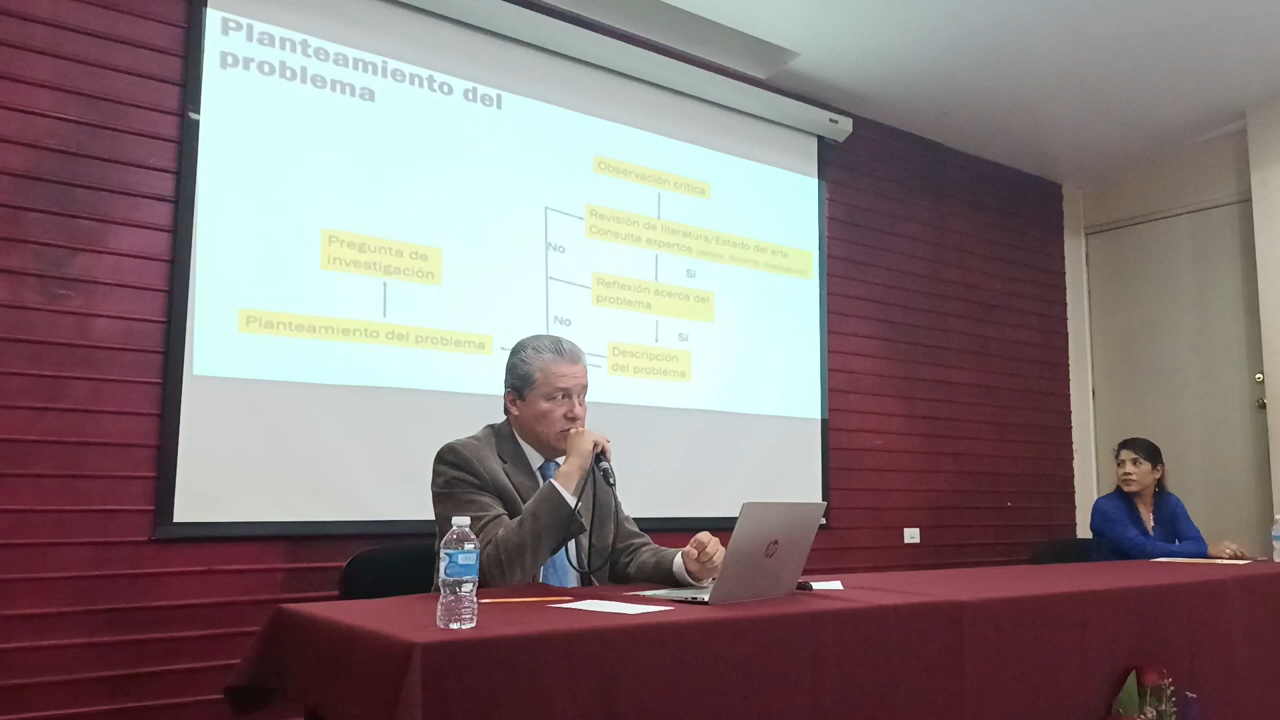 Planteamiento del
problema
Observación crítica
Revisión de literatura/Estado del arte
Consulta expertos
No
Sí
Pregunta de
investigación
Reflexión acerca del
problema
No
Sí
Planteamiento del problema
Descripción
del problema
hp